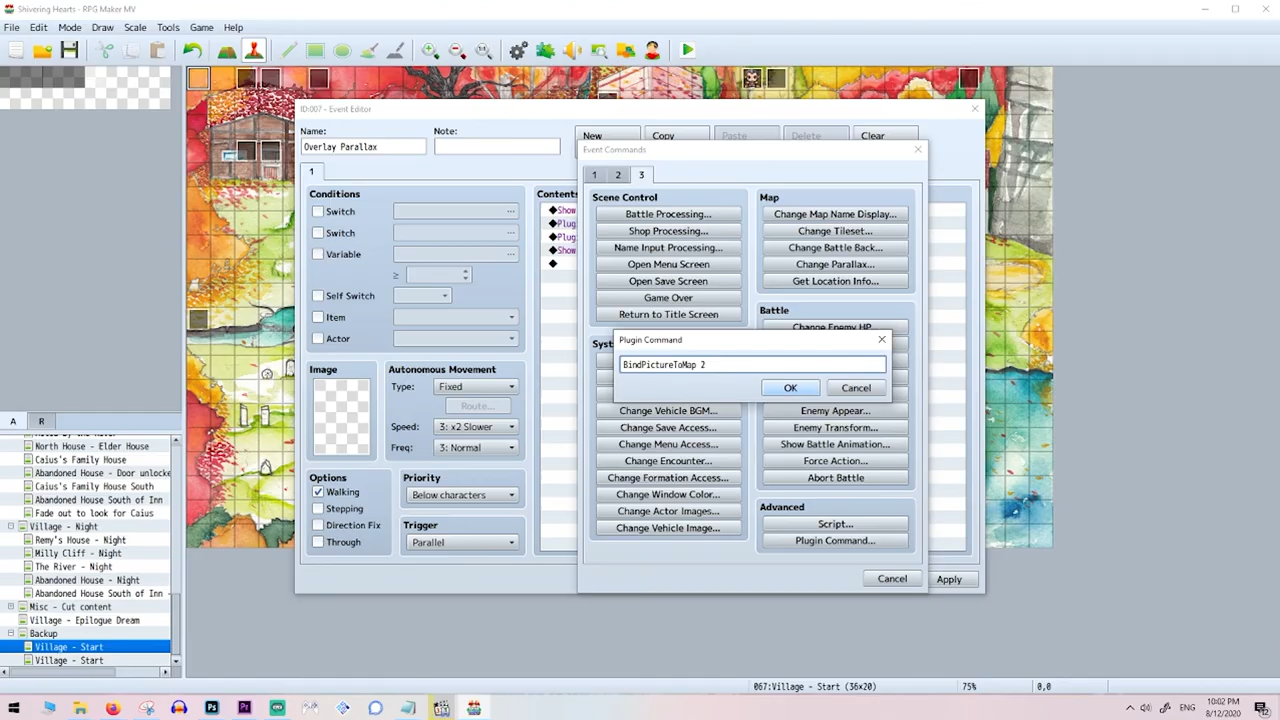 Shivering Hearts - RPG Maker MV
File Edit Mode Draw Scale Tools Game Help
ID:007 - Event Editor
Name: Note:
Overlay Parallax
New Copy Paste Delete Clear
1
Conditions
Switch ...
Switch ...
Variable ...
≥
Self Switch
Item
Actor
Image
Autonomous Movement
Type: Fixed
Route...
Speed: 3: x2 Slower
Freq: 3: Normal
Options
Walking
Stepping
Direction Fix
Through
Priority
Below characters
Trigger
Parallel
Contents
◆Show
◆Plug
◆Plug
◆Show
◆
Event Commands
1 2 3
Scene Control
Battle Processing...
Shop Processing...
Name Input Processing...
Open Menu Screen
Open Save Screen
Game Over
Return to Title Screen
Map
Change Map Name Display...
Change Tileset...
Change Battle Back...
Change Parallax...
Get Location Info...
Battle
Change Enemy HP
Syst
Plugin Command
BindPictureToMap 2
OK Cancel
Change Vehicle BGM...
Change Save Access...
Change Menu Access...
Change Encounter...
Change Formation Access...
Change Window Color...
Change Actor Images...
Change Vehicle Image...
Enemy Appear...
Enemy Transform...
Show Battle Animation...
Force Action...
Abort Battle
Advanced
Script...
Plugin Command...
Cancel Apply
A R
North House - Elder House
Caius's Family House
Abandoned House - Door unlocke
Caius's Family House South
Abandoned House South of Inn
Fade out to look for Caius
Village - Night
Remy's House - Night
Milly Cliff - Night
The River - Night
Abandoned House - Night
Abandoned House South of Inn
Misc - Cut content
Village - Epilogue Dream
Backup
Village - Start
Village - Start
067:Village - Start (36x20) 75% 0,0
ENG
10:02 PM
8/12/2020